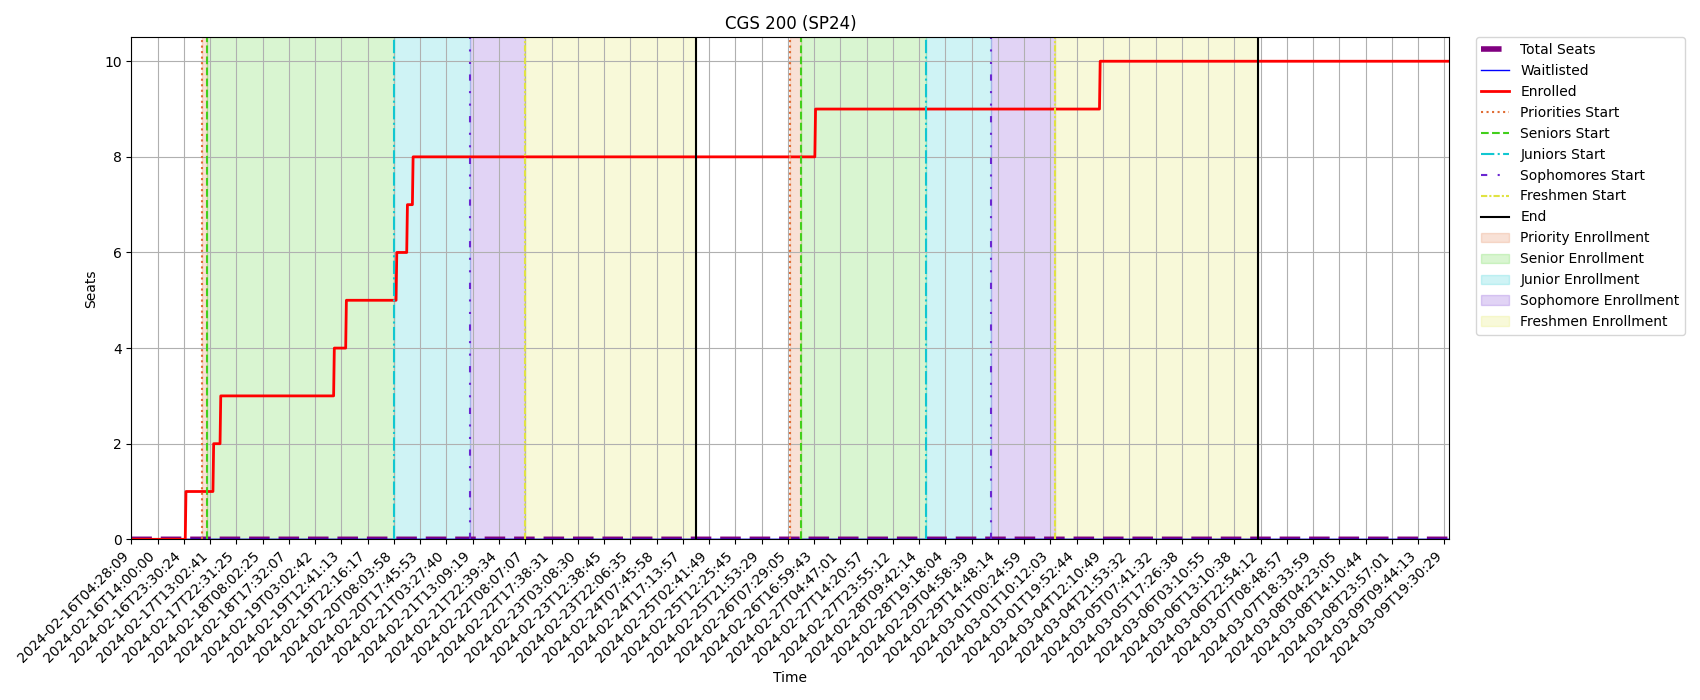 CGS 200 (SP24)
10
8
6
4
2
0
Seats
2024-02-16T04:28:09
2024-02-16T14:00:00
2024-02-16T23:30:24
2024-02-17T13:02:41
2024-02-17T22:31:25
2024-02-18T08:02:25
2024-02-18T17:32:07
2024-02-19T03:02:42
2024-02-19T12:41:13
2024-02-19T22:16:17
2024-02-20T08:03:58
2024-02-20T17:45:53
2024-02-21T03:27:40
2024-02-21T13:09:19
2024-02-21T22:39:34
2024-02-22T08:07:07
2024-02-22T17:38:31
2024-02-23T03:08:30
2024-02-23T12:38:45
2024-02-23T22:06:35
2024-02-24T07:45:58
2024-02-24T17:13:57
2024-02-25T02:41:49
2024-02-25T12:25:45
2024-02-25T21:53:29
2024-02-26T07:29:05
2024-02-26T16:59:43
2024-02-27T04:47:01
2024-02-27T14:20:57
2024-02-27T23:55:12
2024-02-28T09:42:14
2024-02-28T19:18:04
2024-02-29T04:58:39
2024-02-29T14:48:14
2024-03-01T00:24:59
2024-03-01T10:12:03
2024-03-01T19:52:44
2024-03-04T12:10:49
2024-03-04T21:53:32
2024-03-05T07:41:32
2024-03-05T17:26:38
2024-03-06T03:10:55
2024-03-06T13:10:38
2024-03-06T22:54:12
2024-03-07T08:48:57
2024-03-07T18:33:59
2024-03-08T04:23:05
2024-03-08T14:10:44
2024-03-08T23:57:01
2024-03-09T09:44:13
2024-03-09T19:30:29
Time
Total Seats
Waitlisted
Enrolled
Priorities Start
Seniors Start
Juniors Start
Sophomores Start
Freshmen Start
End
Priority Enrollment
Senior Enrollment
Junior Enrollment
Sophomore Enrollment
Freshmen Enrollment